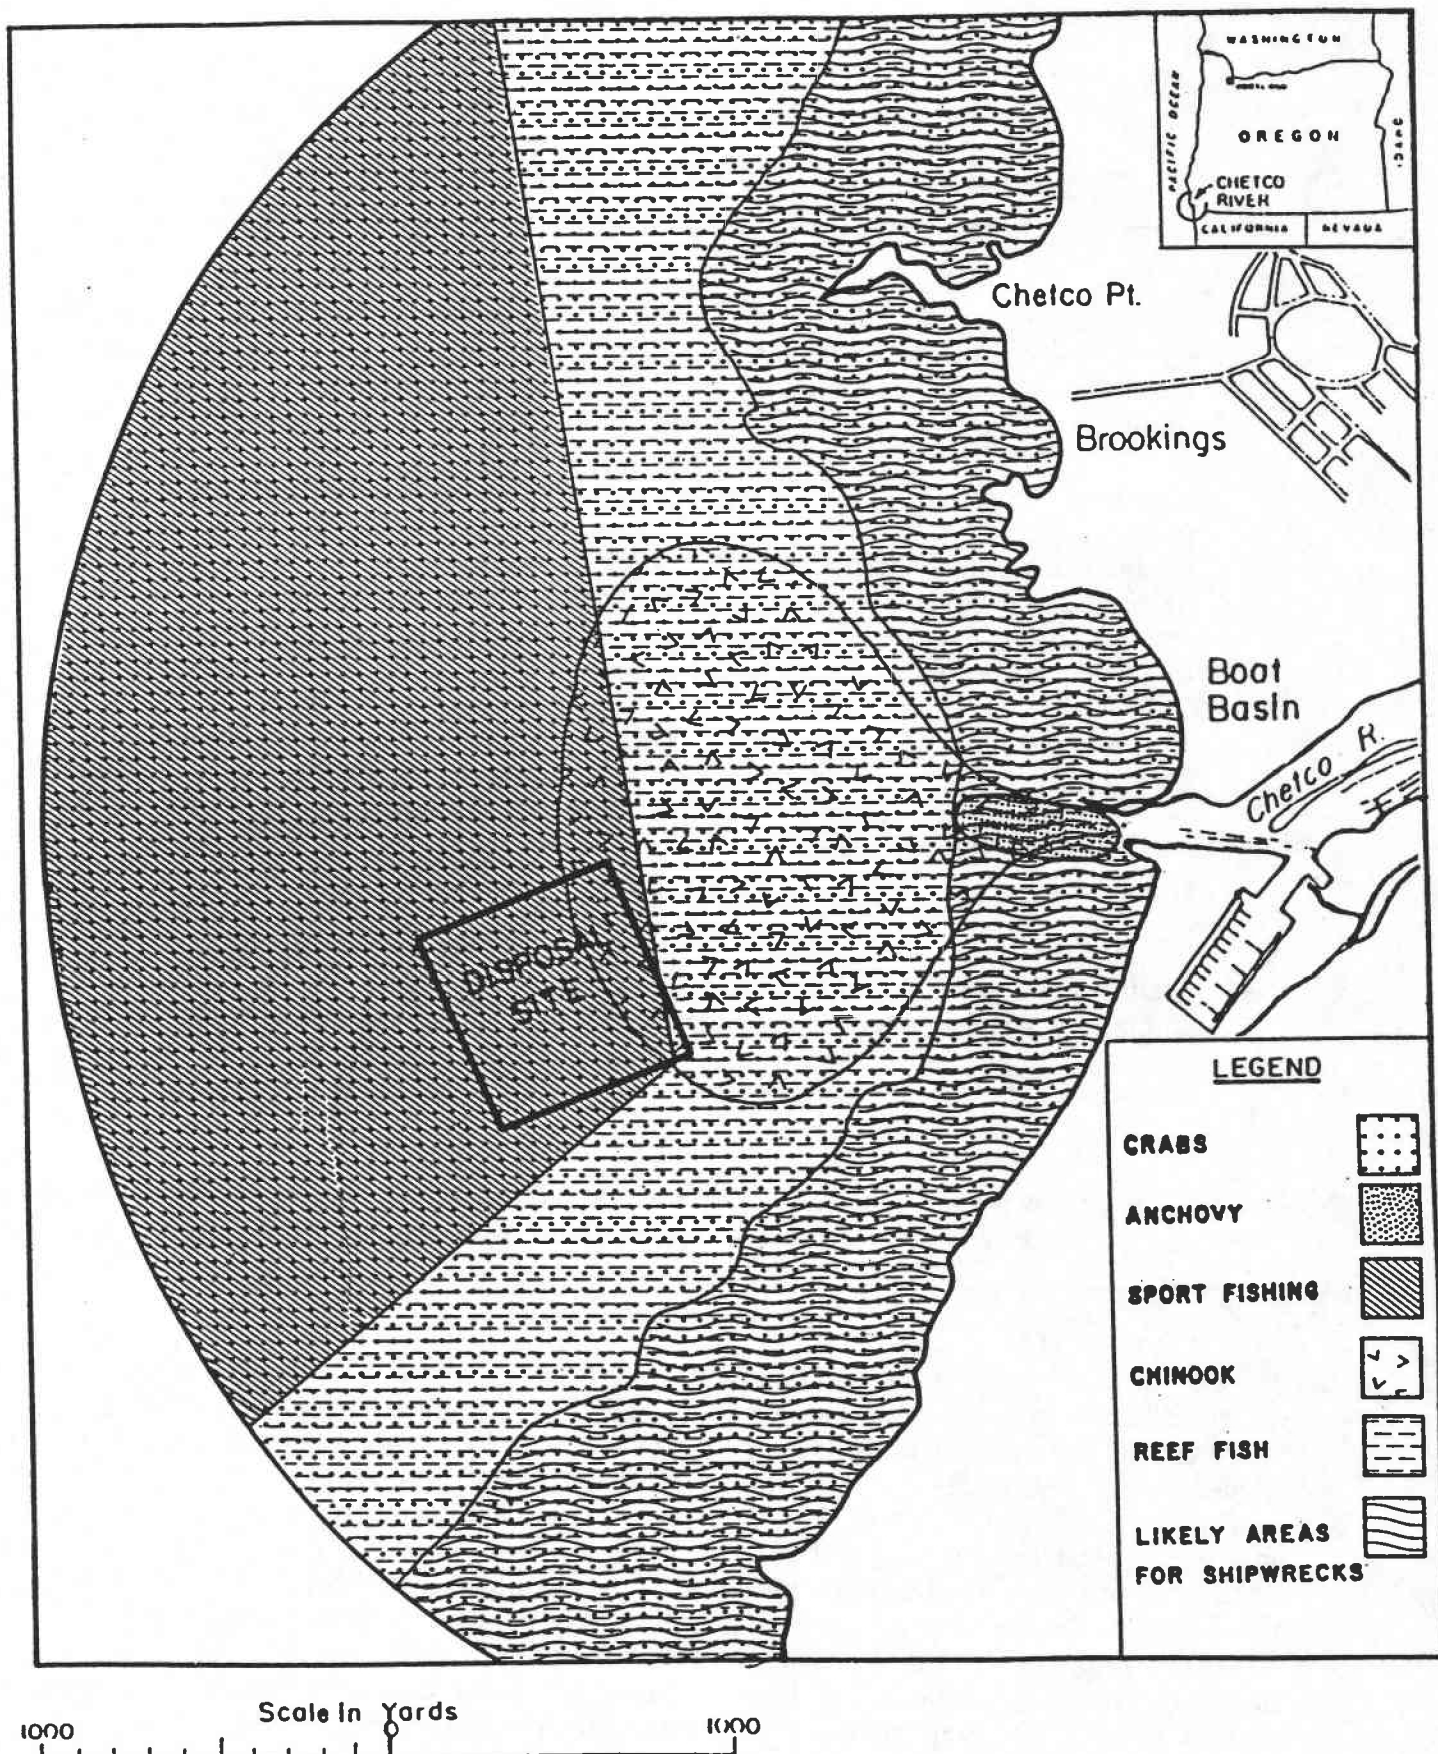 WASHINGTON
PACIFIC OCEAN
OREGON
IDAHO
CHETCO
RIVER
CALIFORNIA
NEVADA
Chetco Pt.
Brookings
Boat
Basin
Chetco R.
DISPOSAL
SITE
LEGEND
CRABS
ANCHOVY
SPORT FISHING
CHINOOK
REEF FISH
LIKELY AREAS
FOR SHIPWRECKS
Scale In Yards
1000
0
1000